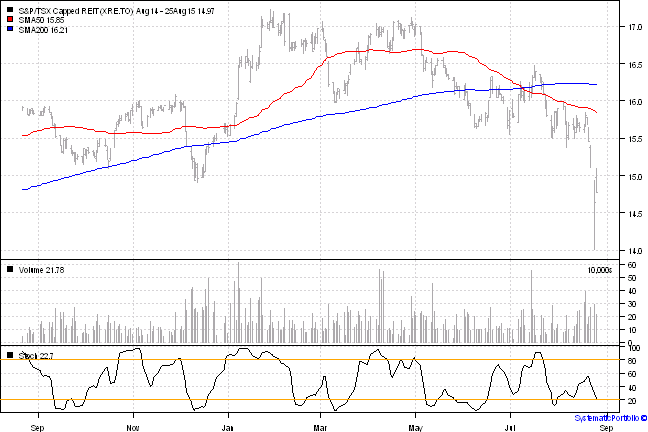 S&P/TSX Capped REIT(XRE.TO) Aug14 - 25Aug15 14.97
SMA50 15.85
SMA200 16.21
17.0
16.5
16.0
15.5
15.0
14.5
14.0
Volume 21.78
10,000s
60
50
40
30
20
10
0
Stoch 22.7
100
80
60
40
20
Sep
Nov
Jan
Mar
May
Jul
Sep
SystematicPortfolio ©